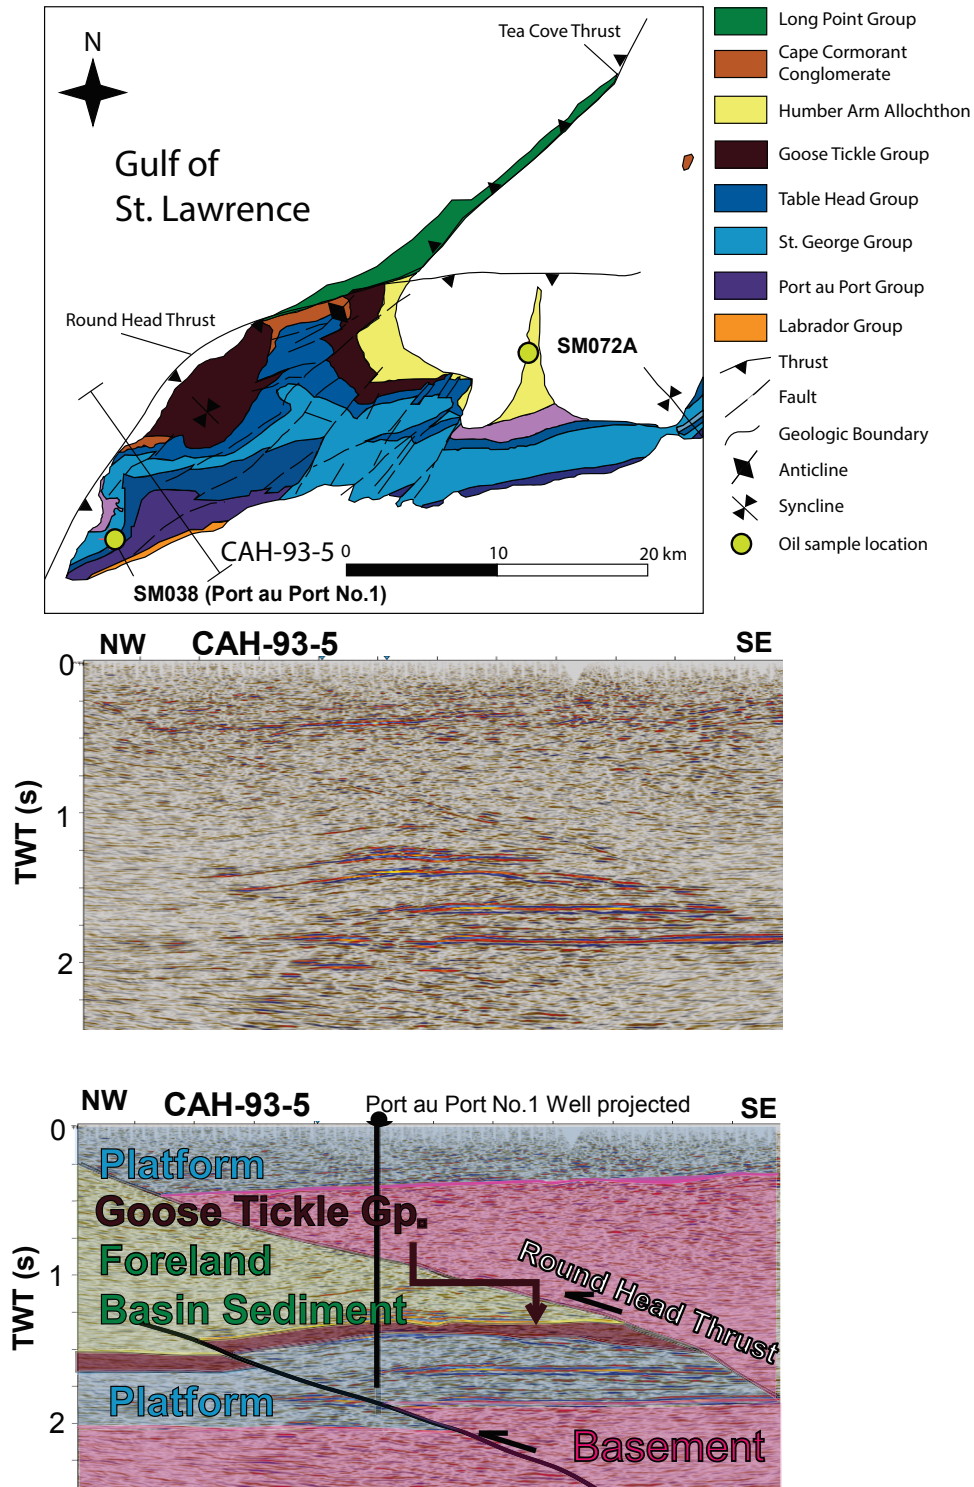 Tea Cove Thrust
N
Gulf of
St. Lawrence
Round Head Thrust
SM072A
CAH-93-5
0 10 20 km
SM038 (Port au Port No.1)
Long Point Group
Cape Cormorant
Conglomerate
Humber Arm Allochthon
Goose Tickle Group
Table Head Group
St. George Group
Port au Port Group
Labrador Group
Thrust
Fault
Geologic Boundary
Anticline
Syncline
Oil sample location
NW CAH-93-5 SE
0
1
2
TWT (s)
NW CAH-93-5 Port au Port No.1 Well projected SE
0
1
2
TWT (s)
Platform
Goose Tickle Gp.
Foreland
Basin Sediment
Round Head Thrust
Platform
Basement